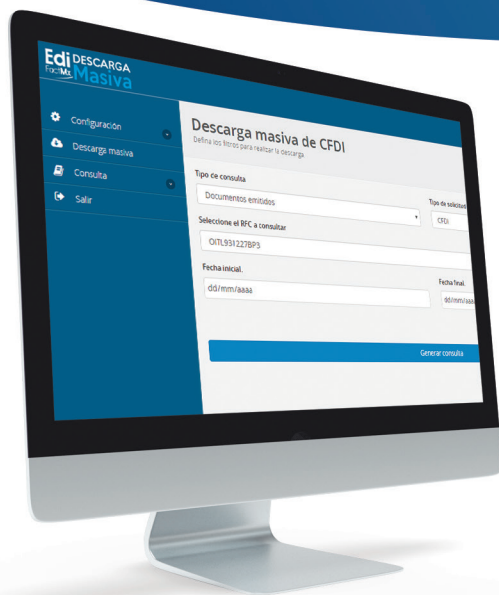 Edi DESCARGA
FactMx Masiva
Configuración
Descarga masiva
Consulta
Salir
Descarga masiva de CFDI
Defina los filtros para realizar la descarga
Tipo de consulta
Tipo de solicitud
Documentos emitidos
CFDI
Seleccione el RFC a consultar
OITL931227BP3
Fecha inicial.
Fecha final.
dd/mm/aaaa
dd/mm/aaa
Generar consulta